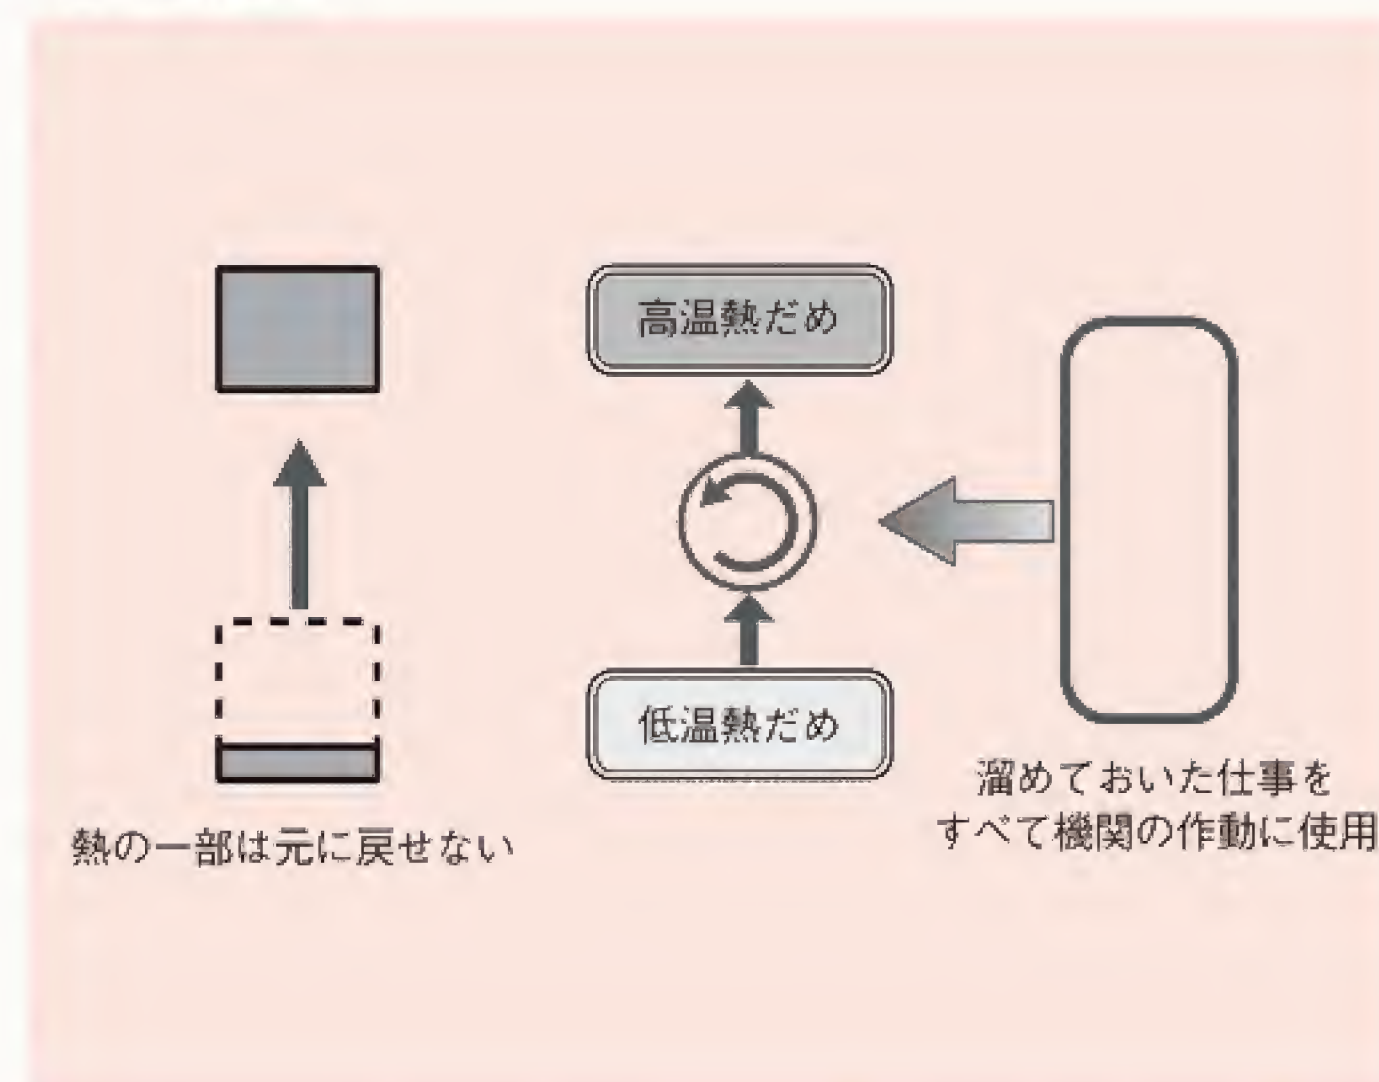 高温熱だめ
低温熱だめ
熱の一部は元に戻せない
溜めておいた仕事を
すべて機関の作動に使用